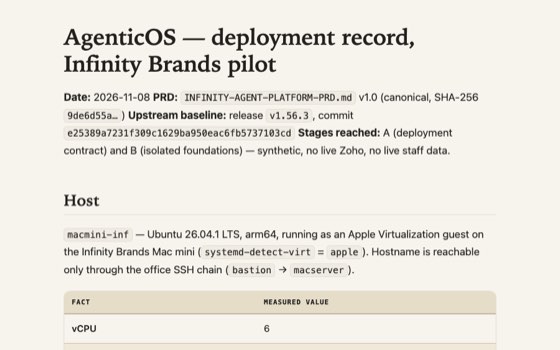 AgenticOS — deployment record,
Infinity Brands pilot
Date: 2026-11-08 PRD: INFINITY-AGENT-PLATFORM-PRD.md v1.0 (canonical, SHA-256
9de6d55a… ) Upstream baseline: release v1.56.3 , commit
e25389a7231f309c1629ba950eac6fb5737103cd Stages reached: A (deployment
contract) and B (isolated foundations) — synthetic, no live Zoho, no live staff data.
Host
macmini-inf — Ubuntu 26.04.1 LTS, arm64, running as an Apple Virtualization guest on
the Infinity Brands Mac mini ( systemd-detect-virt = apple ). Hostname is reachable
only through the office SSH chain ( bastion → macserver ).
FACT MEASURED VALUE
vCPU 6